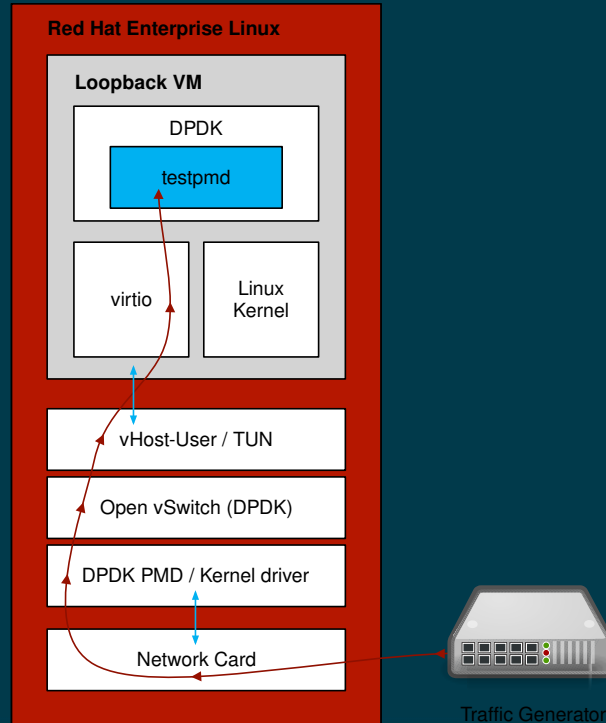 Red Hat Enterprise Linux
Loopback VM
DPDK
testpmd
virtio
Linux
Kernel
vHost-User / TUN
Open vSwitch (DPDK)
DPDK PMD / Kernel driver
Network Card
Traffic Generator